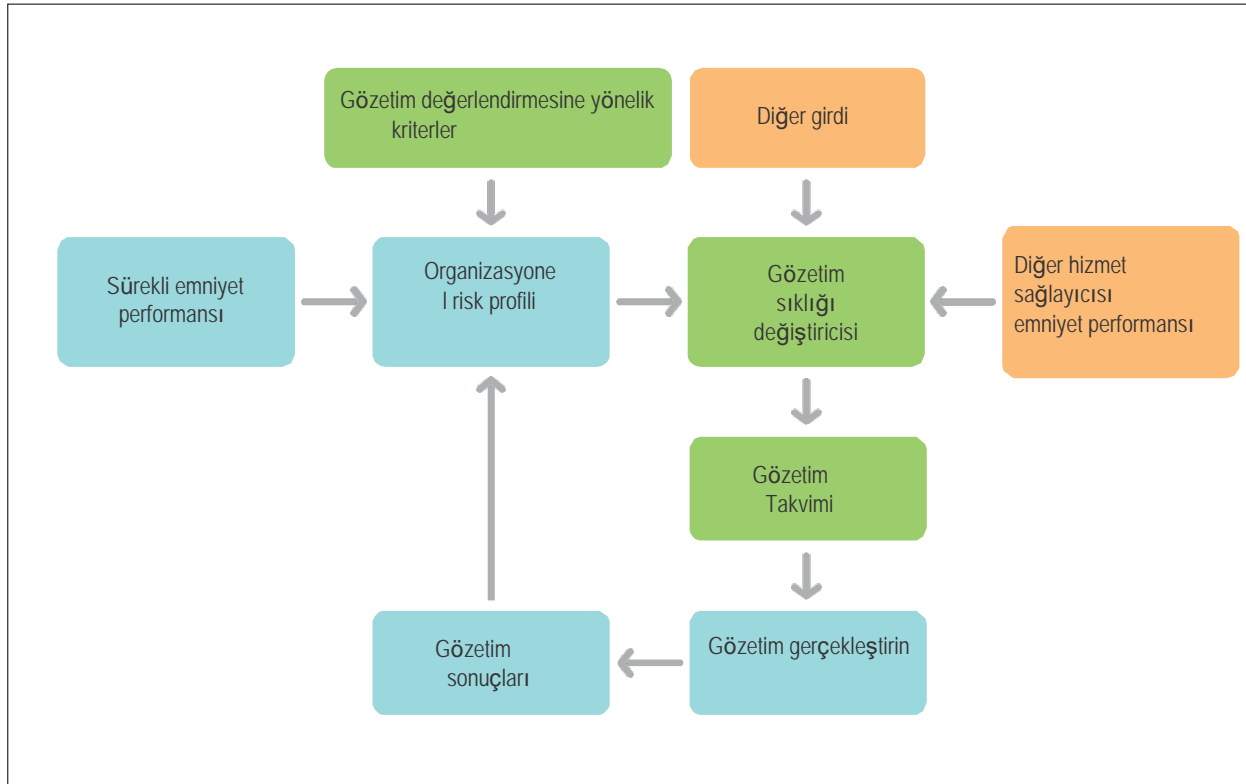 Gözetim değerlendirmesine yönelik
kriterler
Diğer girdi
Sürekli emniyet
performansı
Organizasyone
l risk profili
Gözetim
sıklığı
değiştiricisi
Diğer hizmet
sağlayıcısı
emniyet performansı
Gözetim
Takvimi
Gözetim
sonuçları
Gözetim gerçekleştirin